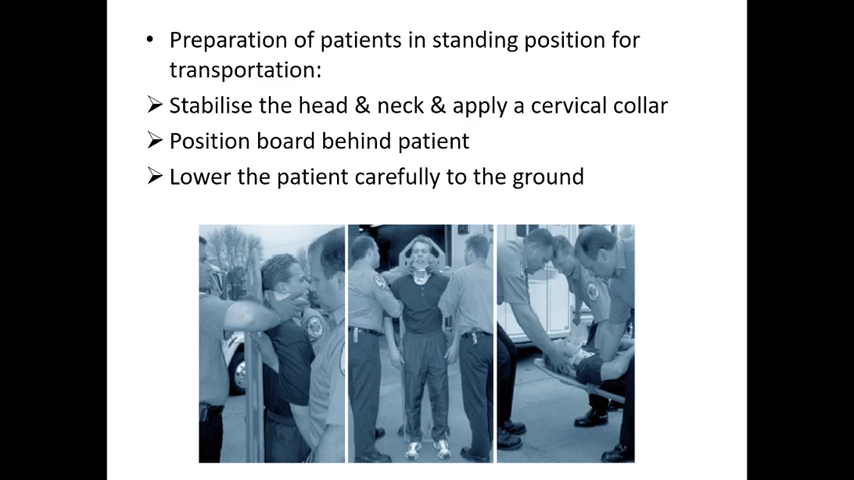 • Preparation of patients in standing position for
transportation:
➢ Stabilise the head & neck & apply a cervical collar
➢ Position board behind patient
➢ Lower the patient carefully to the ground